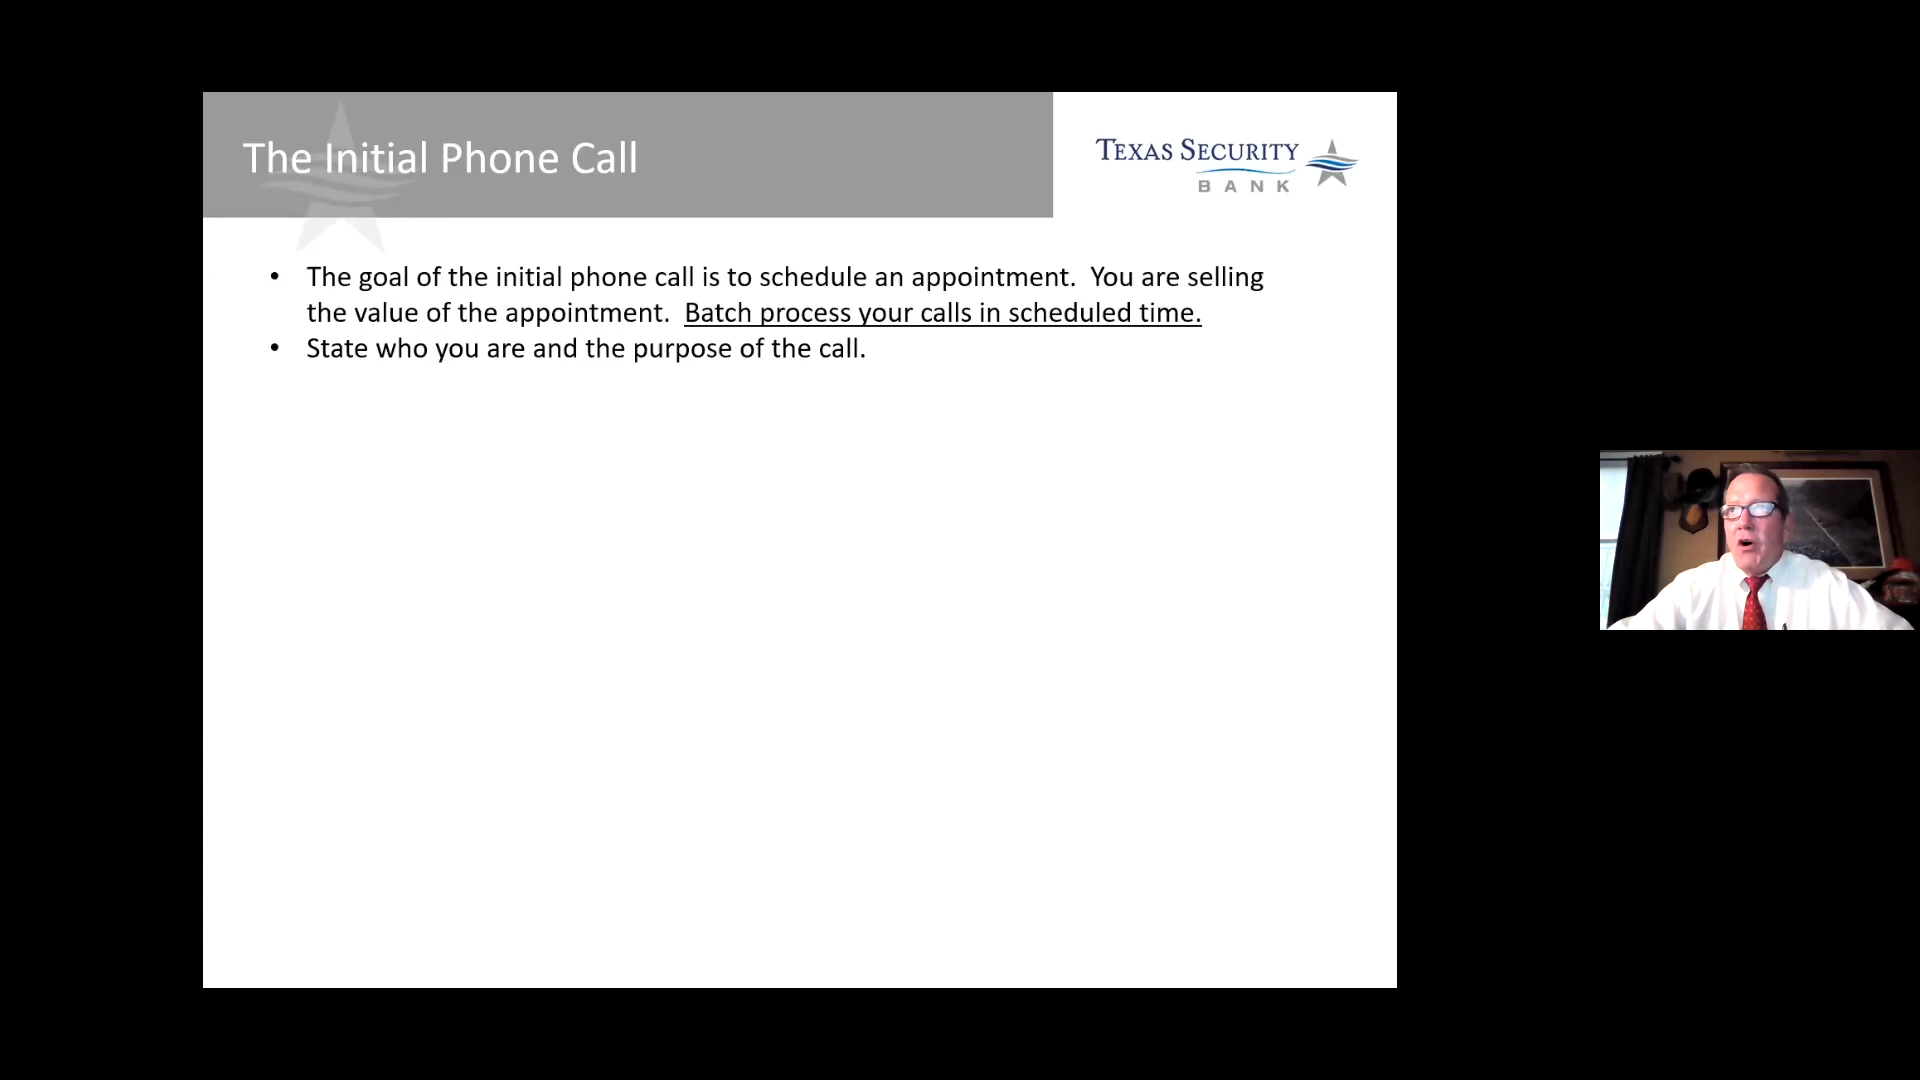 The Initial Phone Call
TEXAS SECURITY
BANK
• The goal of the initial phone call is to schedule an appointment.  You are selling
the value of the appointment.  Batch process your calls in scheduled time.
• State who you are and the purpose of the call.